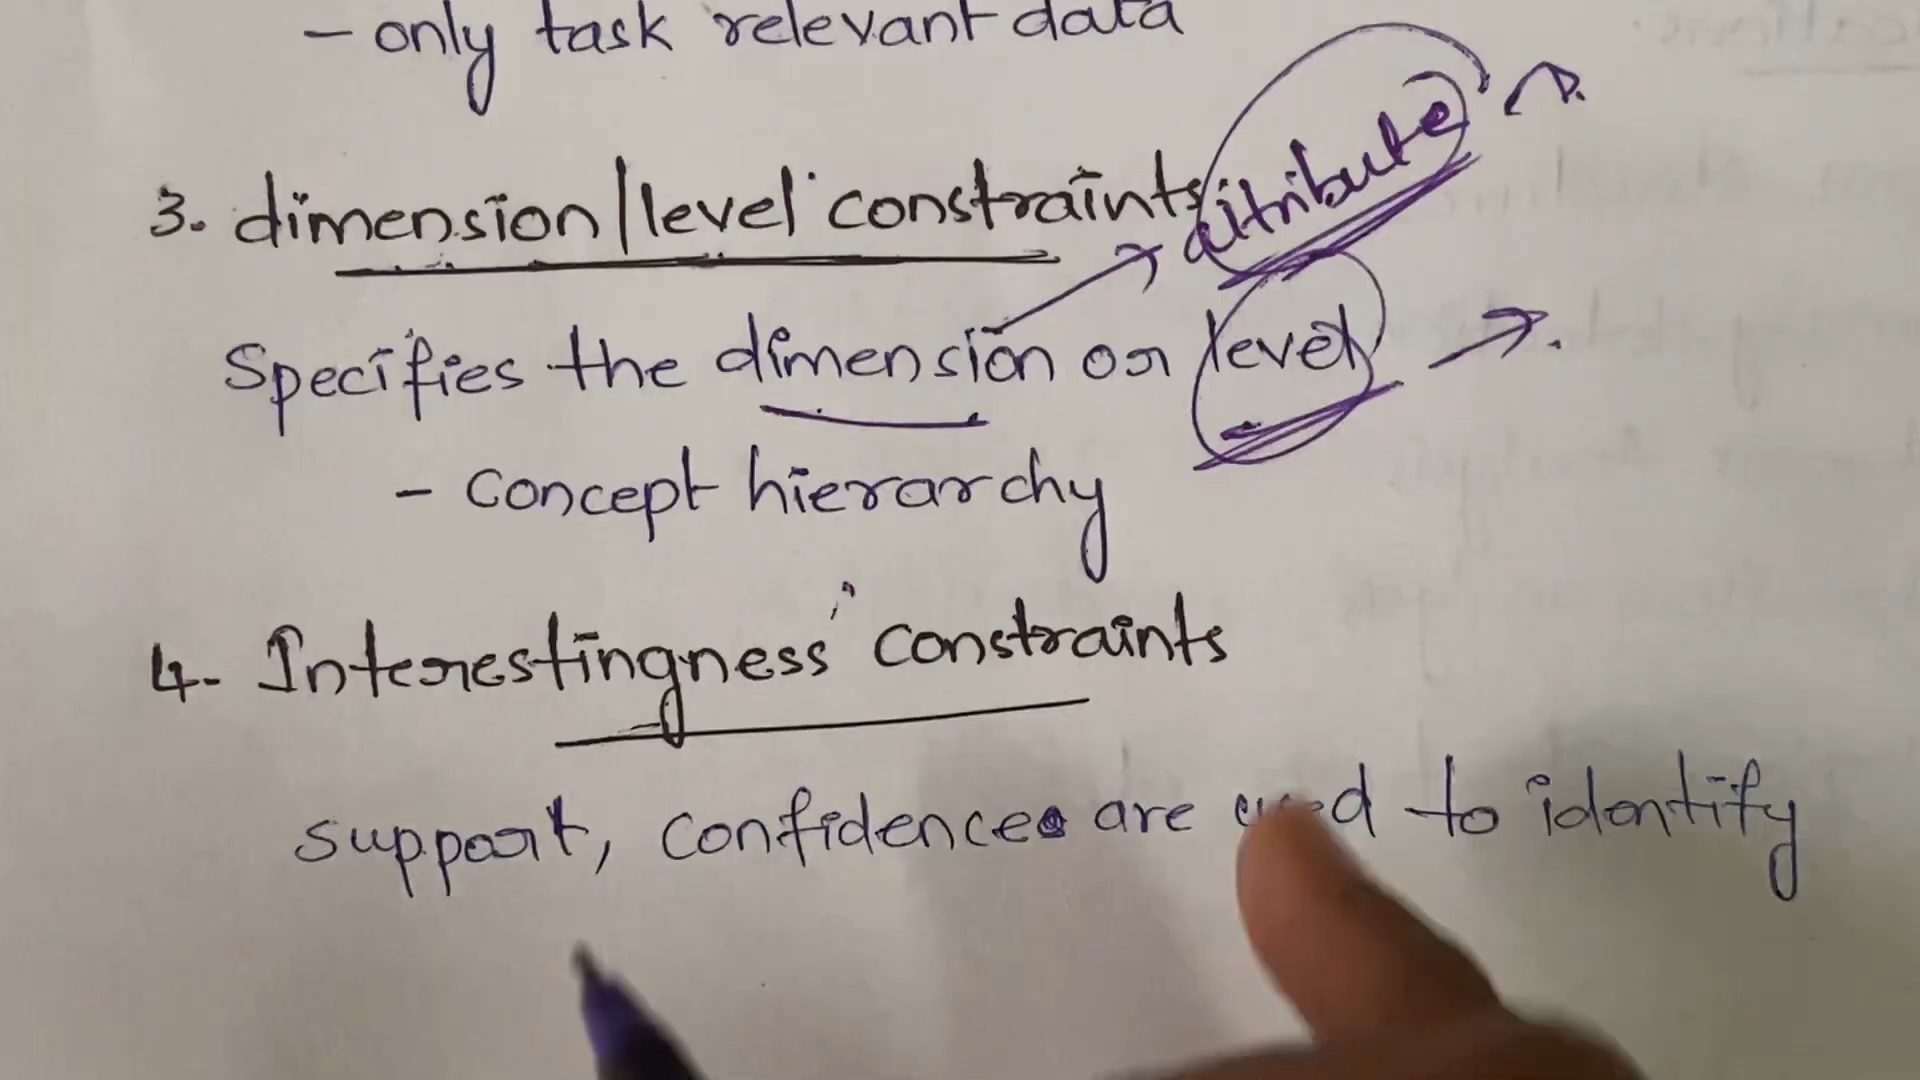 - only task relevant data
3. dimension/level constraints
attribute
Specifies the dimension or level
- concept hierarchy
4. Interestingness constraints
support, confidence are used to identify